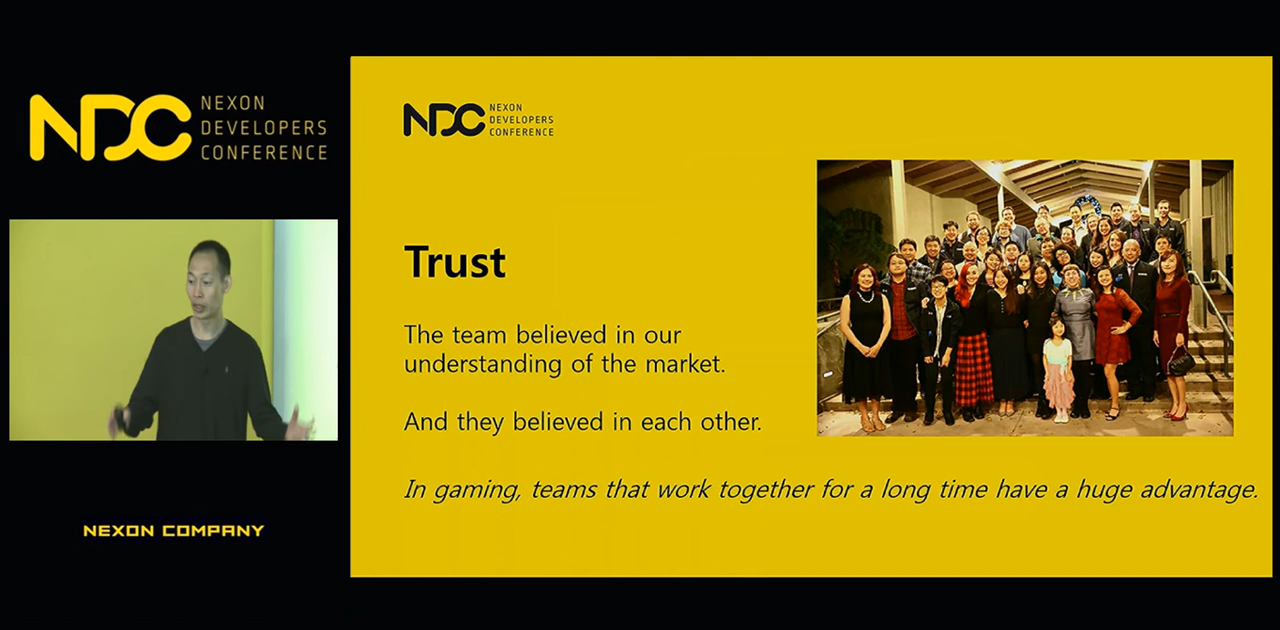 NDC NEXON
DEVELOPERS
CONFERENCE
NEXON COMPANY
NDC NEXON
DEVELOPERS
CONFERENCE
Trust
The team believed in our
understanding of the market.
And they believed in each other.
In gaming, teams that work together for a long time have a huge advantage.